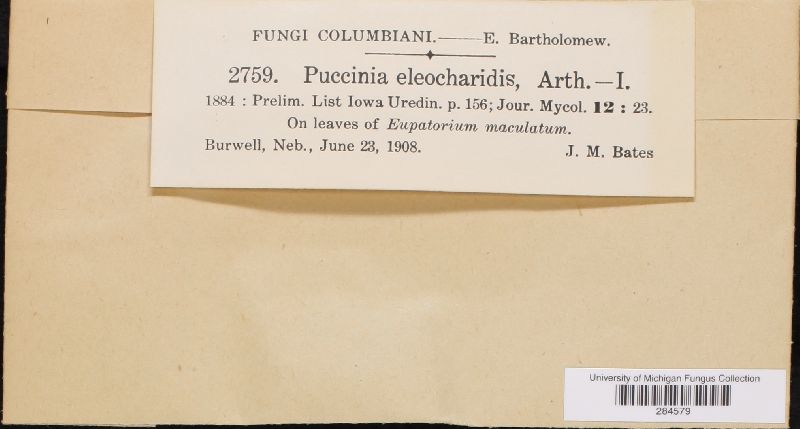 FUNGI COLUMBIANI.——E. Bartholomew.
2759. Puccinia eleocharidis, Arth.—I.
1884 : Prelim. List Iowa Uredin. p. 156; Jour. Mycol. 12 : 23.
On leaves of Eupatorium maculatum.
Burwell, Neb., June 23, 1908. J. M. Bates
University of Michigan Fungus Collection
284579